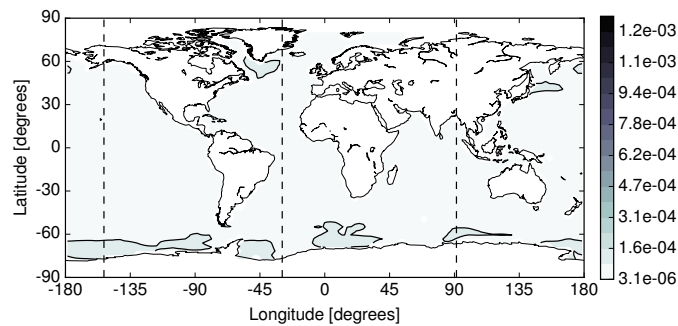 90
60
30
0
-30
-60
-90
Latitude [degrees]
-180 -135 -90 -45 0 45 90 135 180
Longitude [degrees]
1.2e-03
1.1e-03
9.4e-04
7.8e-04
6.2e-04
4.7e-04
3.1e-04
1.6e-04
3.1e-06